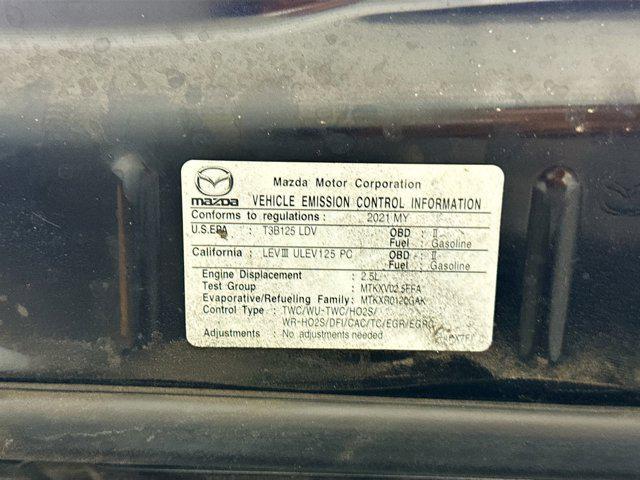 Mazda Motor Corporation
mazda VEHICLE EMISSION CONTROL INFORMATION
Conforms to regulations : 2021 MY
U.S.EPA : T3B125 LDV OBD : II
Fuel : Gasoline
California : LEVIII ULEV125 PC OBD : II
Fuel : Gasoline
Engine Displacement : 2.5L
Test Group : MTKXV02.5FFA
Evaporative/Refueling Family: MTKXR0120GAK
Control Type : TWC/WU-TWC/HO2S/
WR-HO2S/DFI/CAC/TC/EGR/EGRC
Adjustments : No adjustments needed